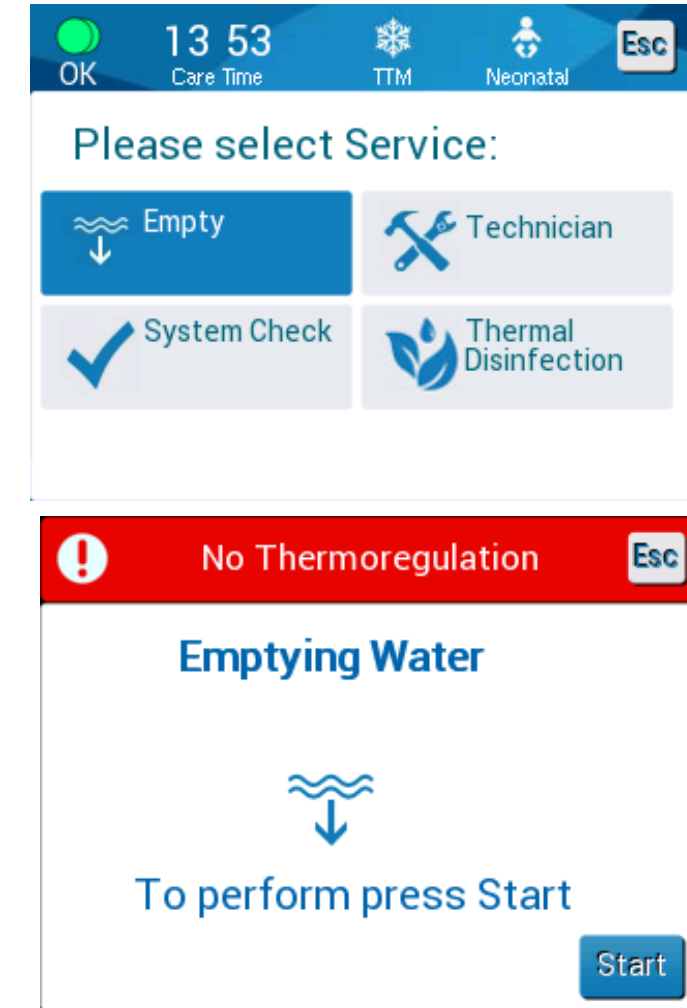 13 53 Esc
OK Care Time TTM Neonatal
Please select Service:
Empty Technician
System Check Thermal
Disinfection
No Thermoregulation Esc
Emptying Water
To perform press Start
Start